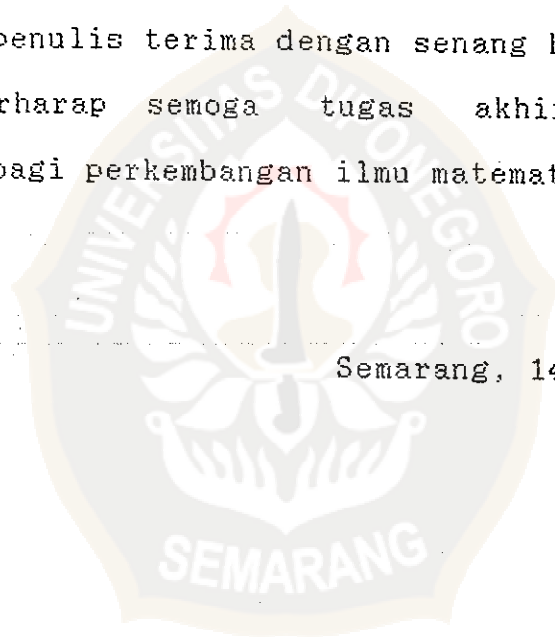 penulis terima dengan senang
rharap semoga tugas akhi
bagi perkembangan ilmu matemat
Semarang, 14
UNIVERSITAS DIPONEGORO
SEMARANG